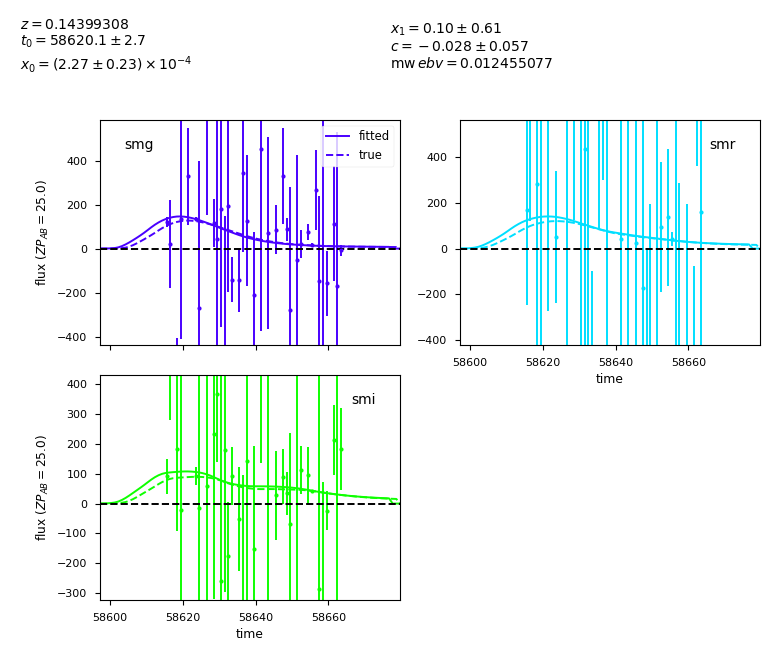 z = 0.14399308
t₀ = 58620.1 ± 2.7
x₀ = (2.27 ± 0.23) × 10⁻⁴
x₁ = 0.10 ± 0.61
c = −0.028 ± 0.057
mw ebv = 0.012455077
smg
fitted
true
400
200
0
−200
−400
flux (ZP_AB = 25.0)
smr
400
200
0
−200
−400
58600 58620 58640 58660
time
smi
400
300
200
100
0
−100
−200
−300
flux (ZP_AB = 25.0)
58600 58620 58640 58660
time